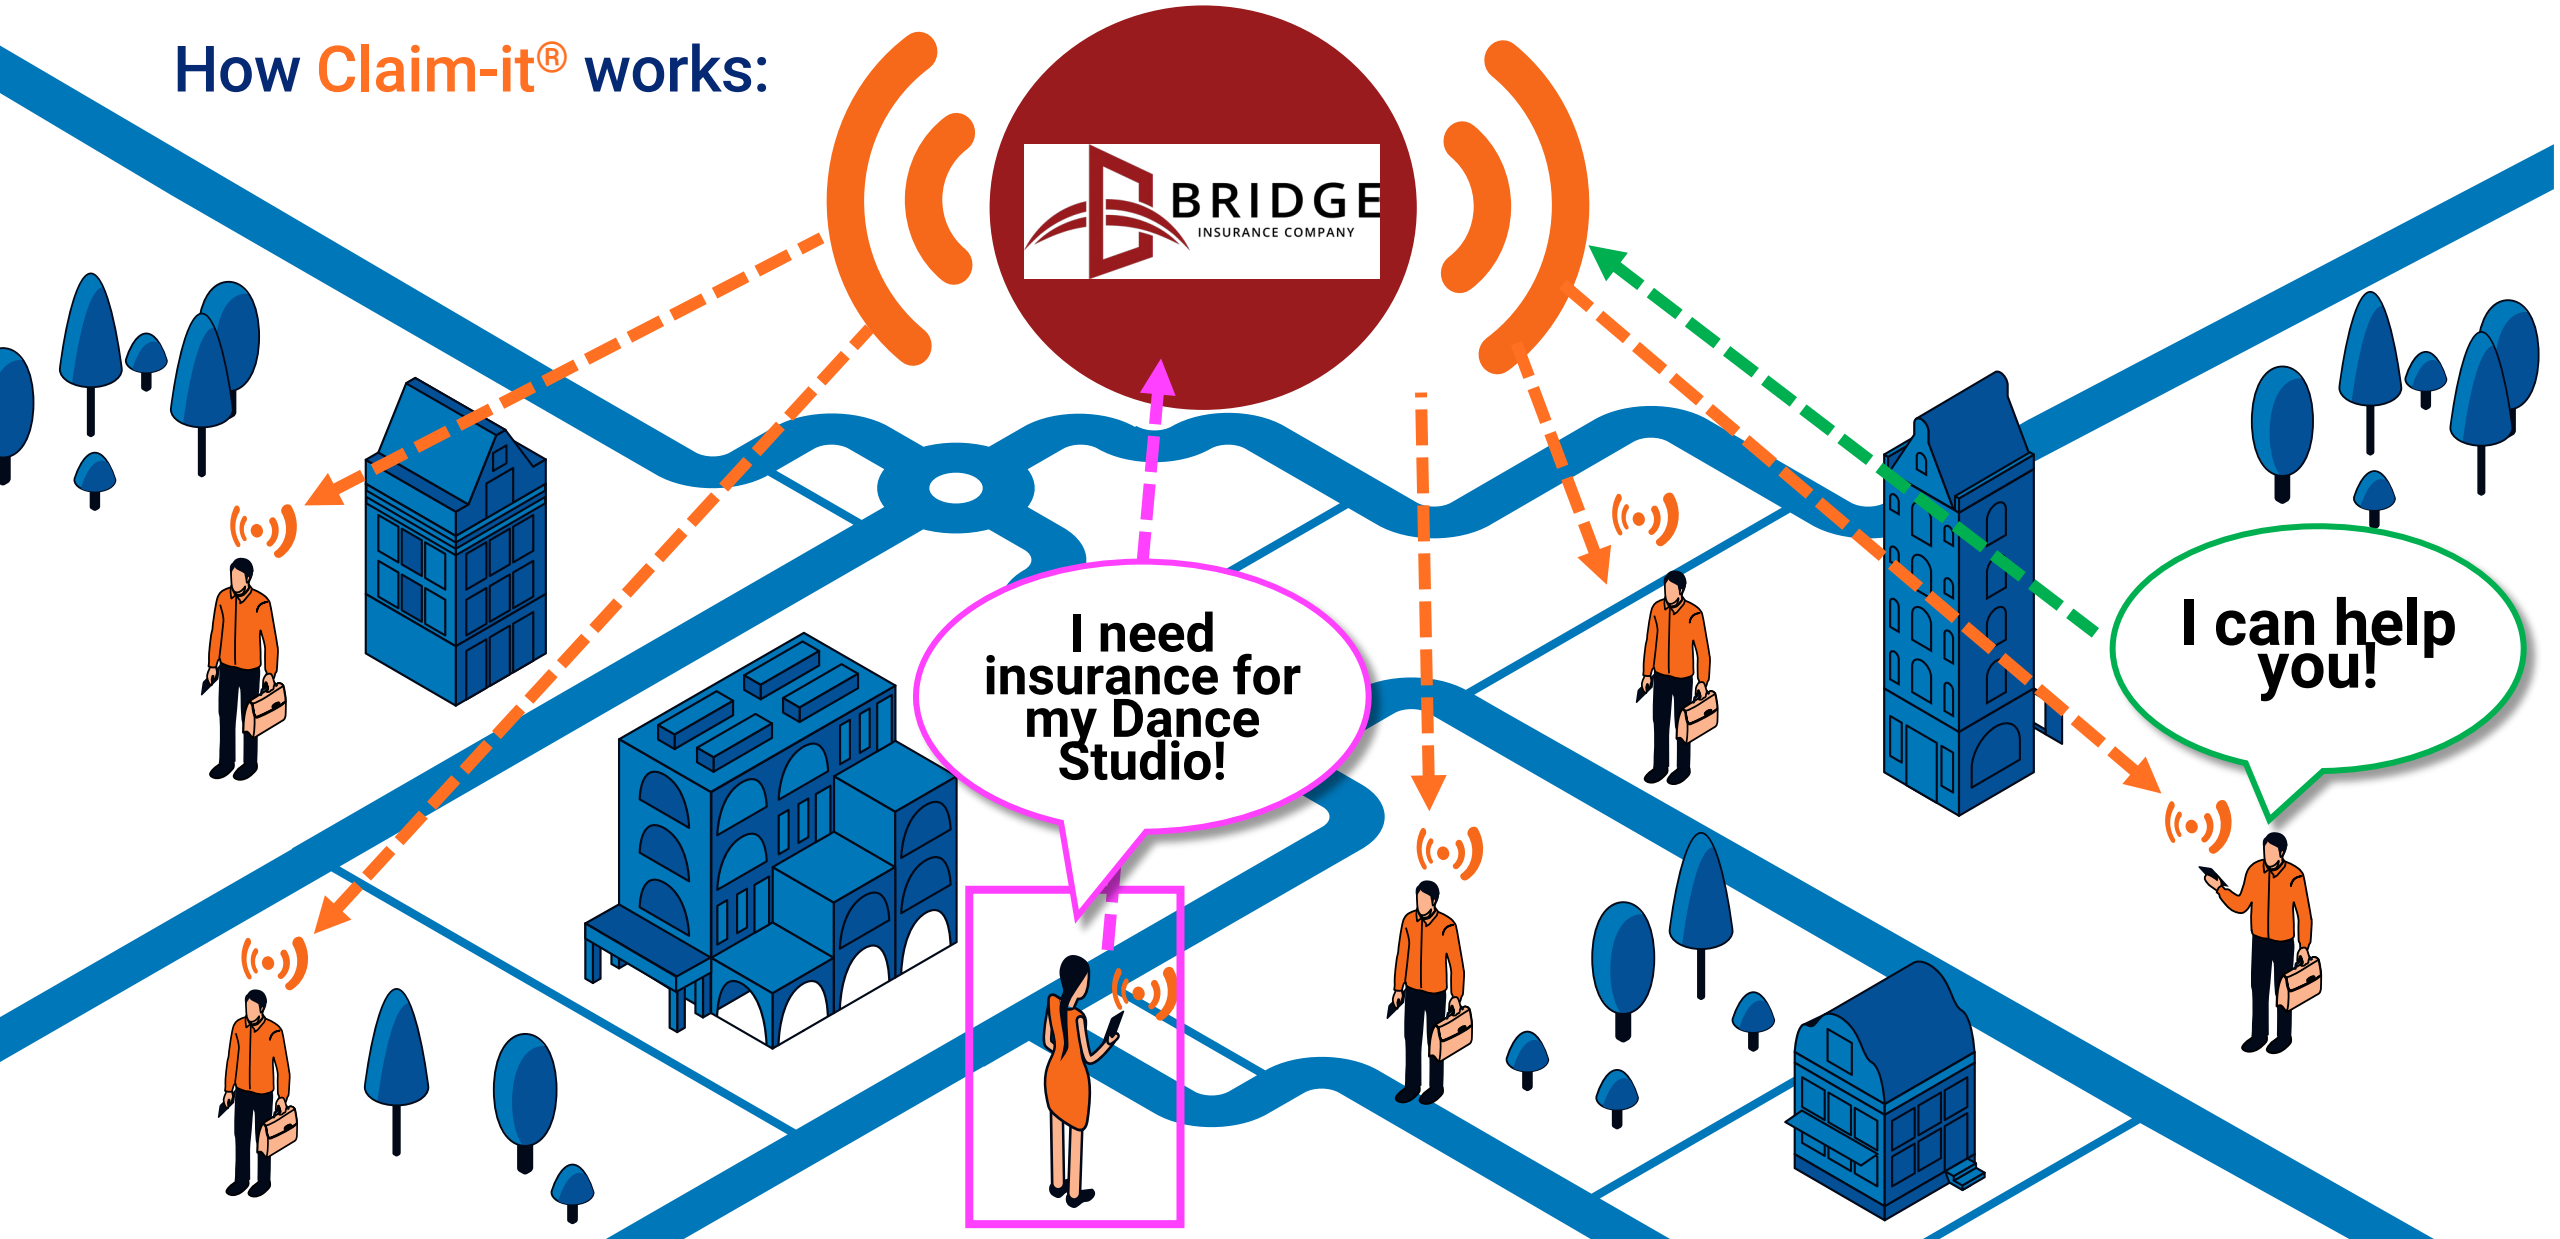 How Claim-it® works:
BRIDGE
INSURANCE COMPANY
I need
insurance for
my Dance
Studio!
I can help
you!